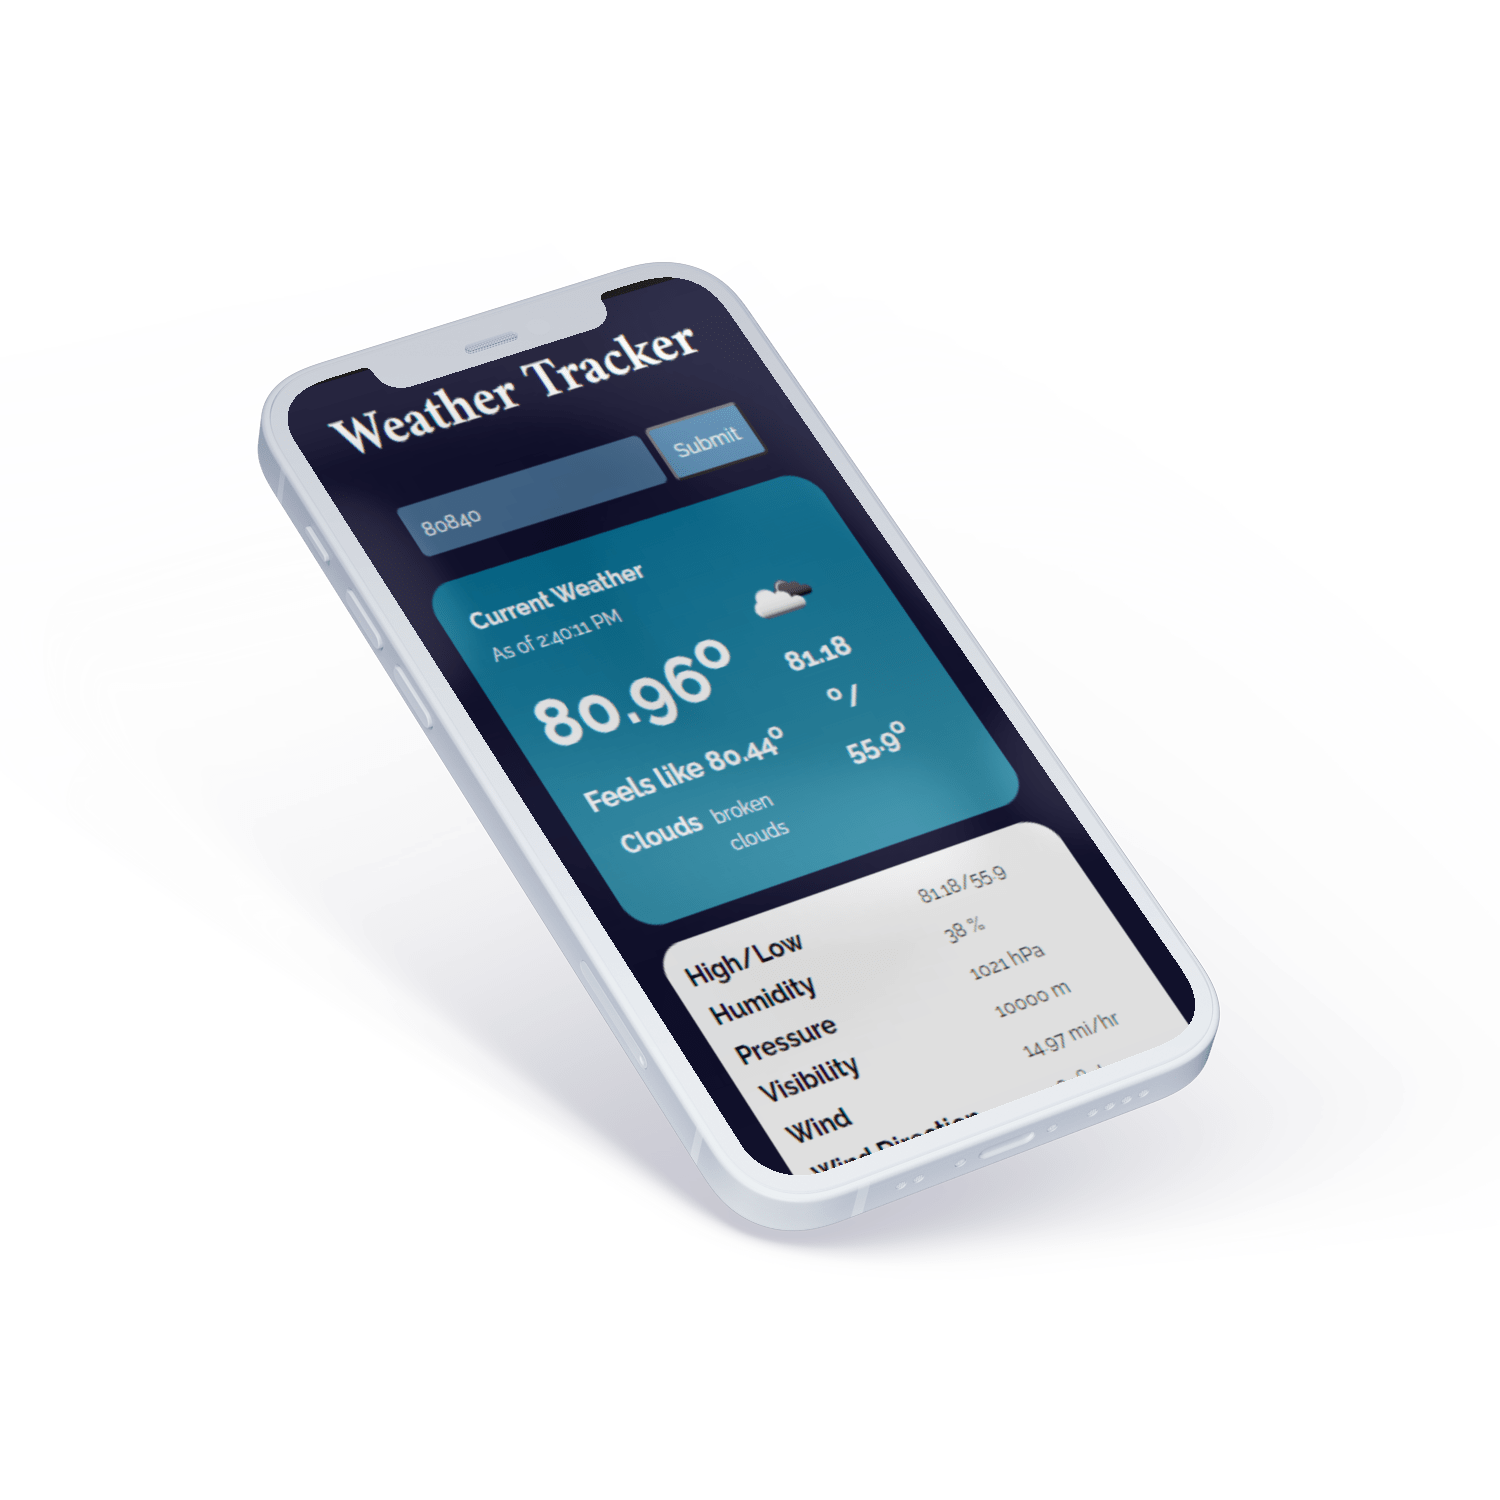 Weather Tracker
80840 Submit
Current Weather
As of 2:40:11 PM
80.96°
81.18
° /
55.9°
Feels like 80.44°
Clouds broken
clouds
High/Low 81.18/55.9
Humidity 38 %
Pressure 1021 hPa
Visibility 10000 m
Wind 14.97 mi/hr
Wind Direction